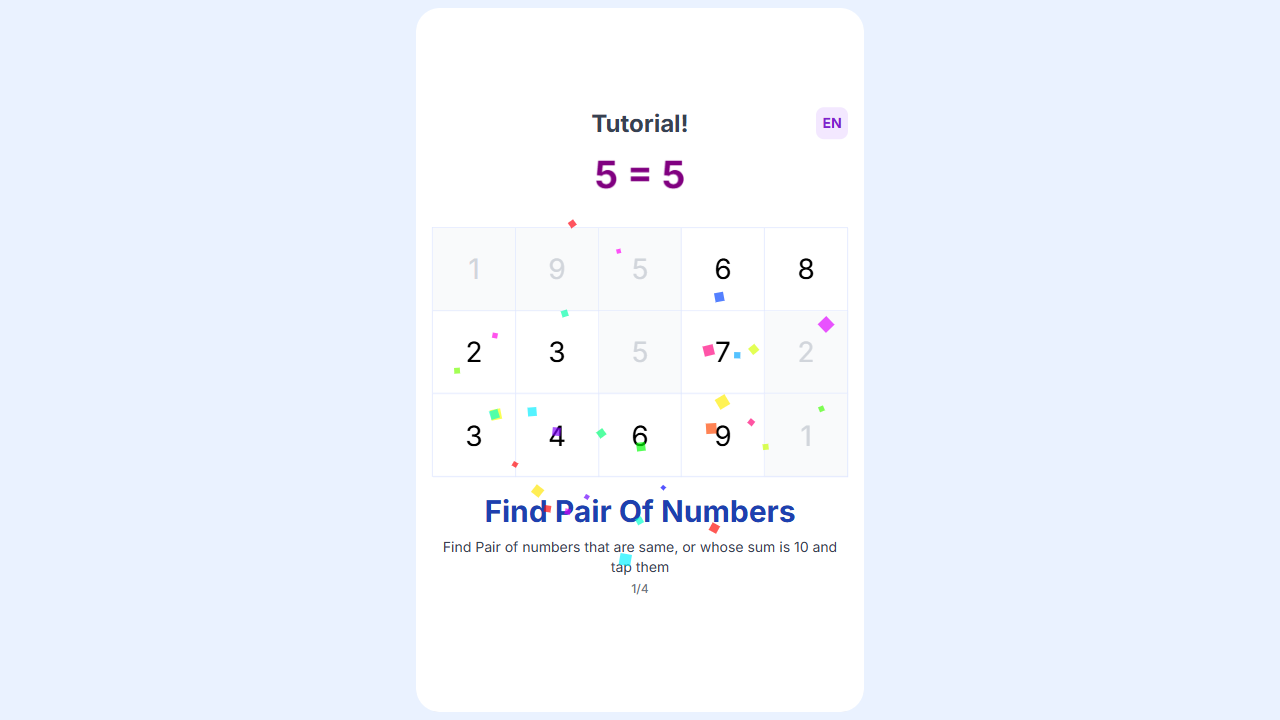 Tutorial!
EN
5 = 5
1 9 5 6 8
2 3 5 7 2
3 4 6 9 1
Find Pair Of Numbers
Find Pair of numbers that are same, or whose sum is 10 and
tap them
1/4